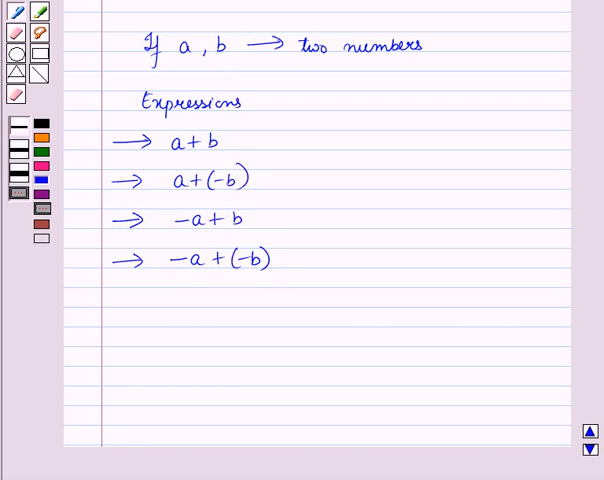 If a, b → two numbers
Expressions
→ a + b
→ a + (-b)
→ -a + b
→ -a + (-b)